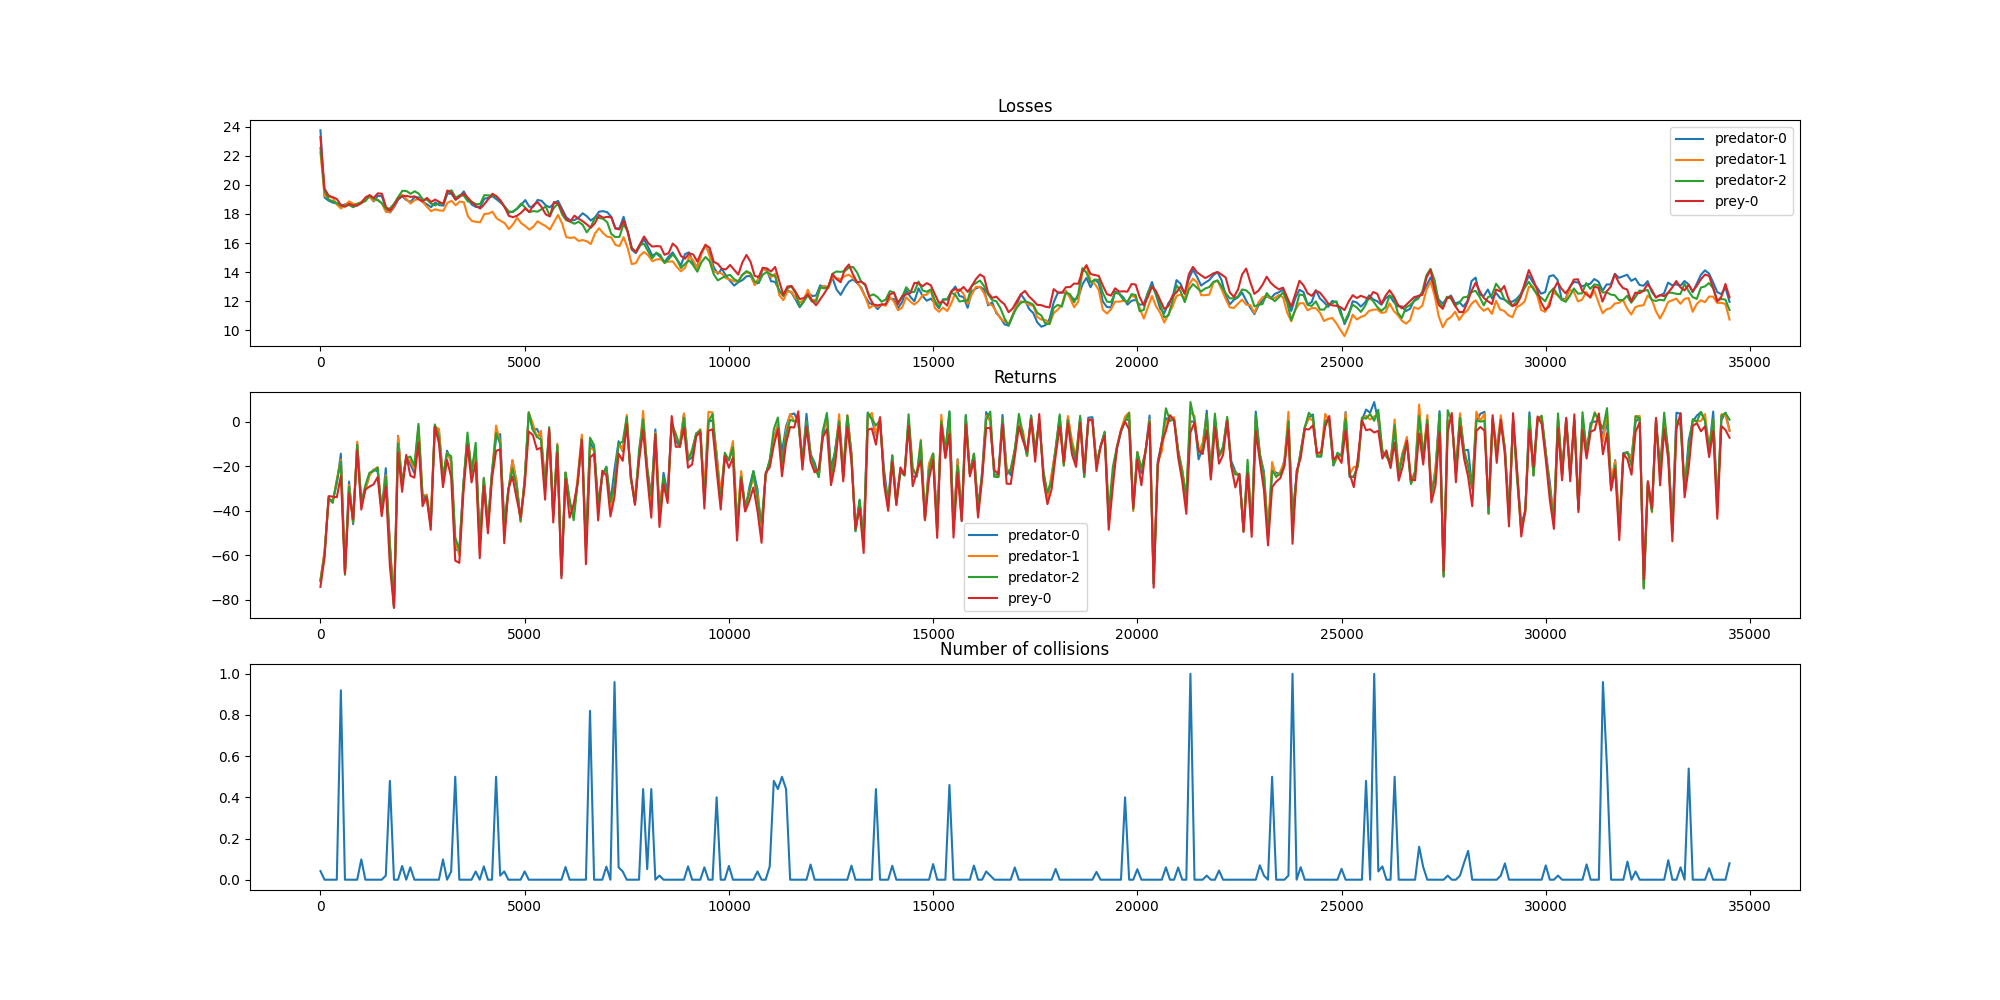 Losses
24
22
20
18
16
14
12
10
predator-0
predator-1
predator-2
prey-0
0 5000 10000 15000 20000 25000 30000 35000
Returns
0
−20
−40
−60
−80
predator-0
predator-1
predator-2
prey-0
0 5000 10000 15000 20000 25000 30000 35000
Number of collisions
1.0
0.8
0.6
0.4
0.2
0.0
0 5000 10000 15000 20000 25000 30000 35000